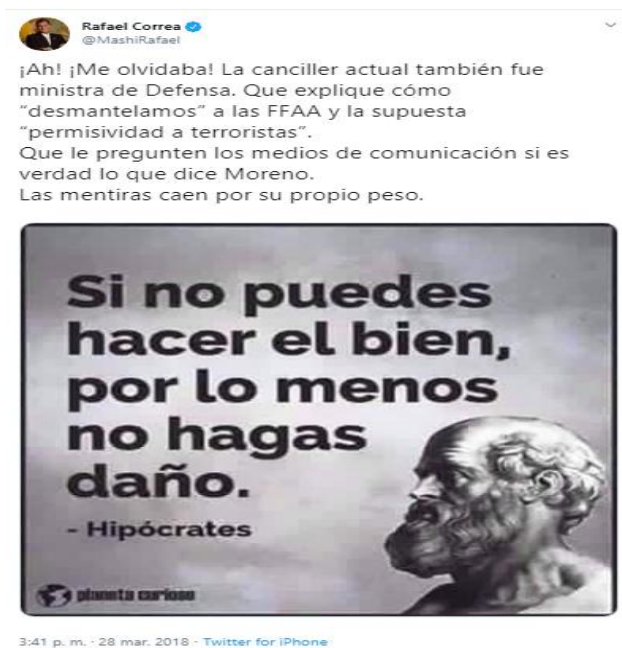 Rafael Correa
@MashiRafael
¡Ah! ¡Me olvidaba! La canciller actual también fue
ministra de Defensa. Que explique cómo
“desmantelamos” a las FFAA y la supuesta
“permisividad a terroristas”.
Que le pregunten los medios de comunicación si es
verdad lo que dice Moreno.
Las mentiras caen por su propio peso.
Si no puedes
hacer el bien,
por lo menos
no hagas
daño.
- Hipócrates
planeta curioso
3:41 p. m. · 28 mar. 2018 · Twitter for iPhone